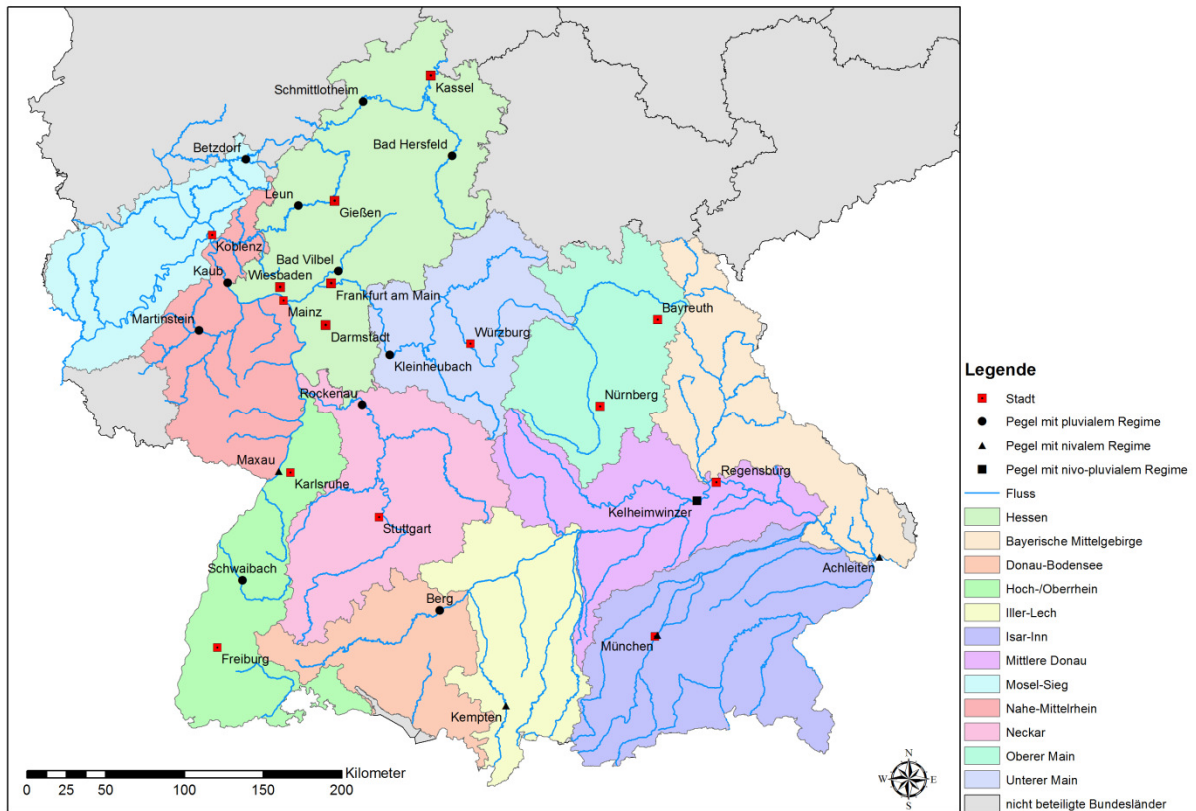 Kassel
Schmittlotheim
Betzdorf
Bad Hersfeld
Leun
Gießen
Koblenz
Bad Vilbel
Kaub
Wiesbaden
Frankfurt am Main
Mainz
Martinstein
Darmstadt
Bayreuth
Würzburg
Kleinheubach
Rockenau
Nürnberg
Maxau
Karlsruhe
Regensburg
Kelheimwinzer
Stuttgart
Schwaibach
Achleiten
Berg
München
Freiburg
Kempten
Kilometer
0 25 50 100 150 200
N
W E
S
Legende
Stadt
Pegel mit pluvialem Regime
Pegel mit nivalem Regime
Pegel mit nivo-pluvialem Regime
Fluss
Hessen
Bayerische Mittelgebirge
Donau-Bodensee
Hoch-/Oberrhein
Iller-Lech
Isar-Inn
Mittlere Donau
Mosel-Sieg
Nahe-Mittelrhein
Neckar
Oberer Main
Unterer Main
nicht beteiligte Bundesländer